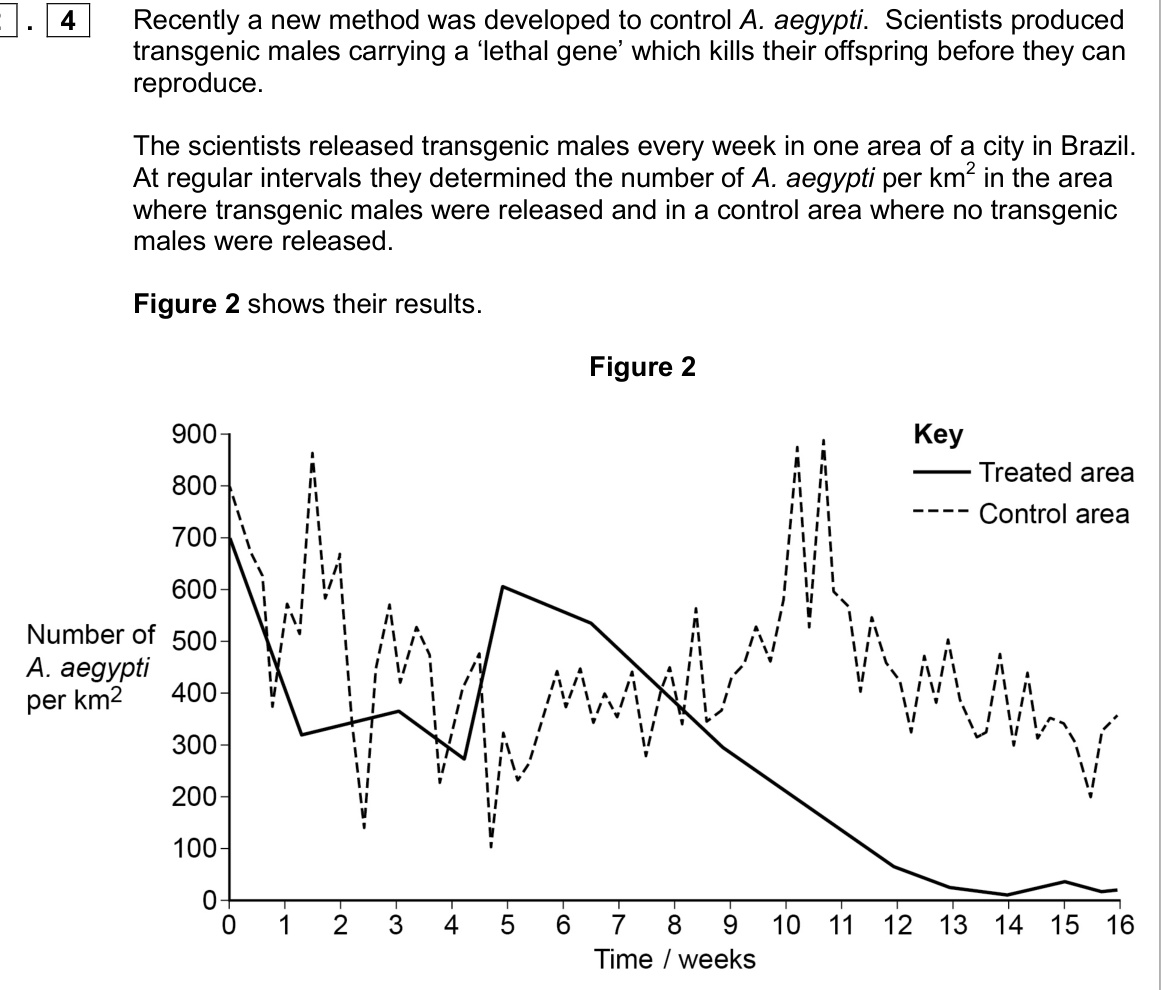 . 4 Recently a new method was developed to control A. aegypti. Scientists produced
transgenic males carrying a ‘lethal gene’ which kills their offspring before they can
reproduce.
The scientists released transgenic males every week in one area of a city in Brazil.
At regular intervals they determined the number of A. aegypti per km² in the area
where transgenic males were released and in a control area where no transgenic
males were released.
Figure 2 shows their results.
Figure 2
Key
Treated area
Control area
900
800
700
600
500
400
300
200
100
0
Number of
A. aegypti
per km²
0 1 2 3 4 5 6 7 8 9 10 11 12 13 14 15 16
Time / weeks